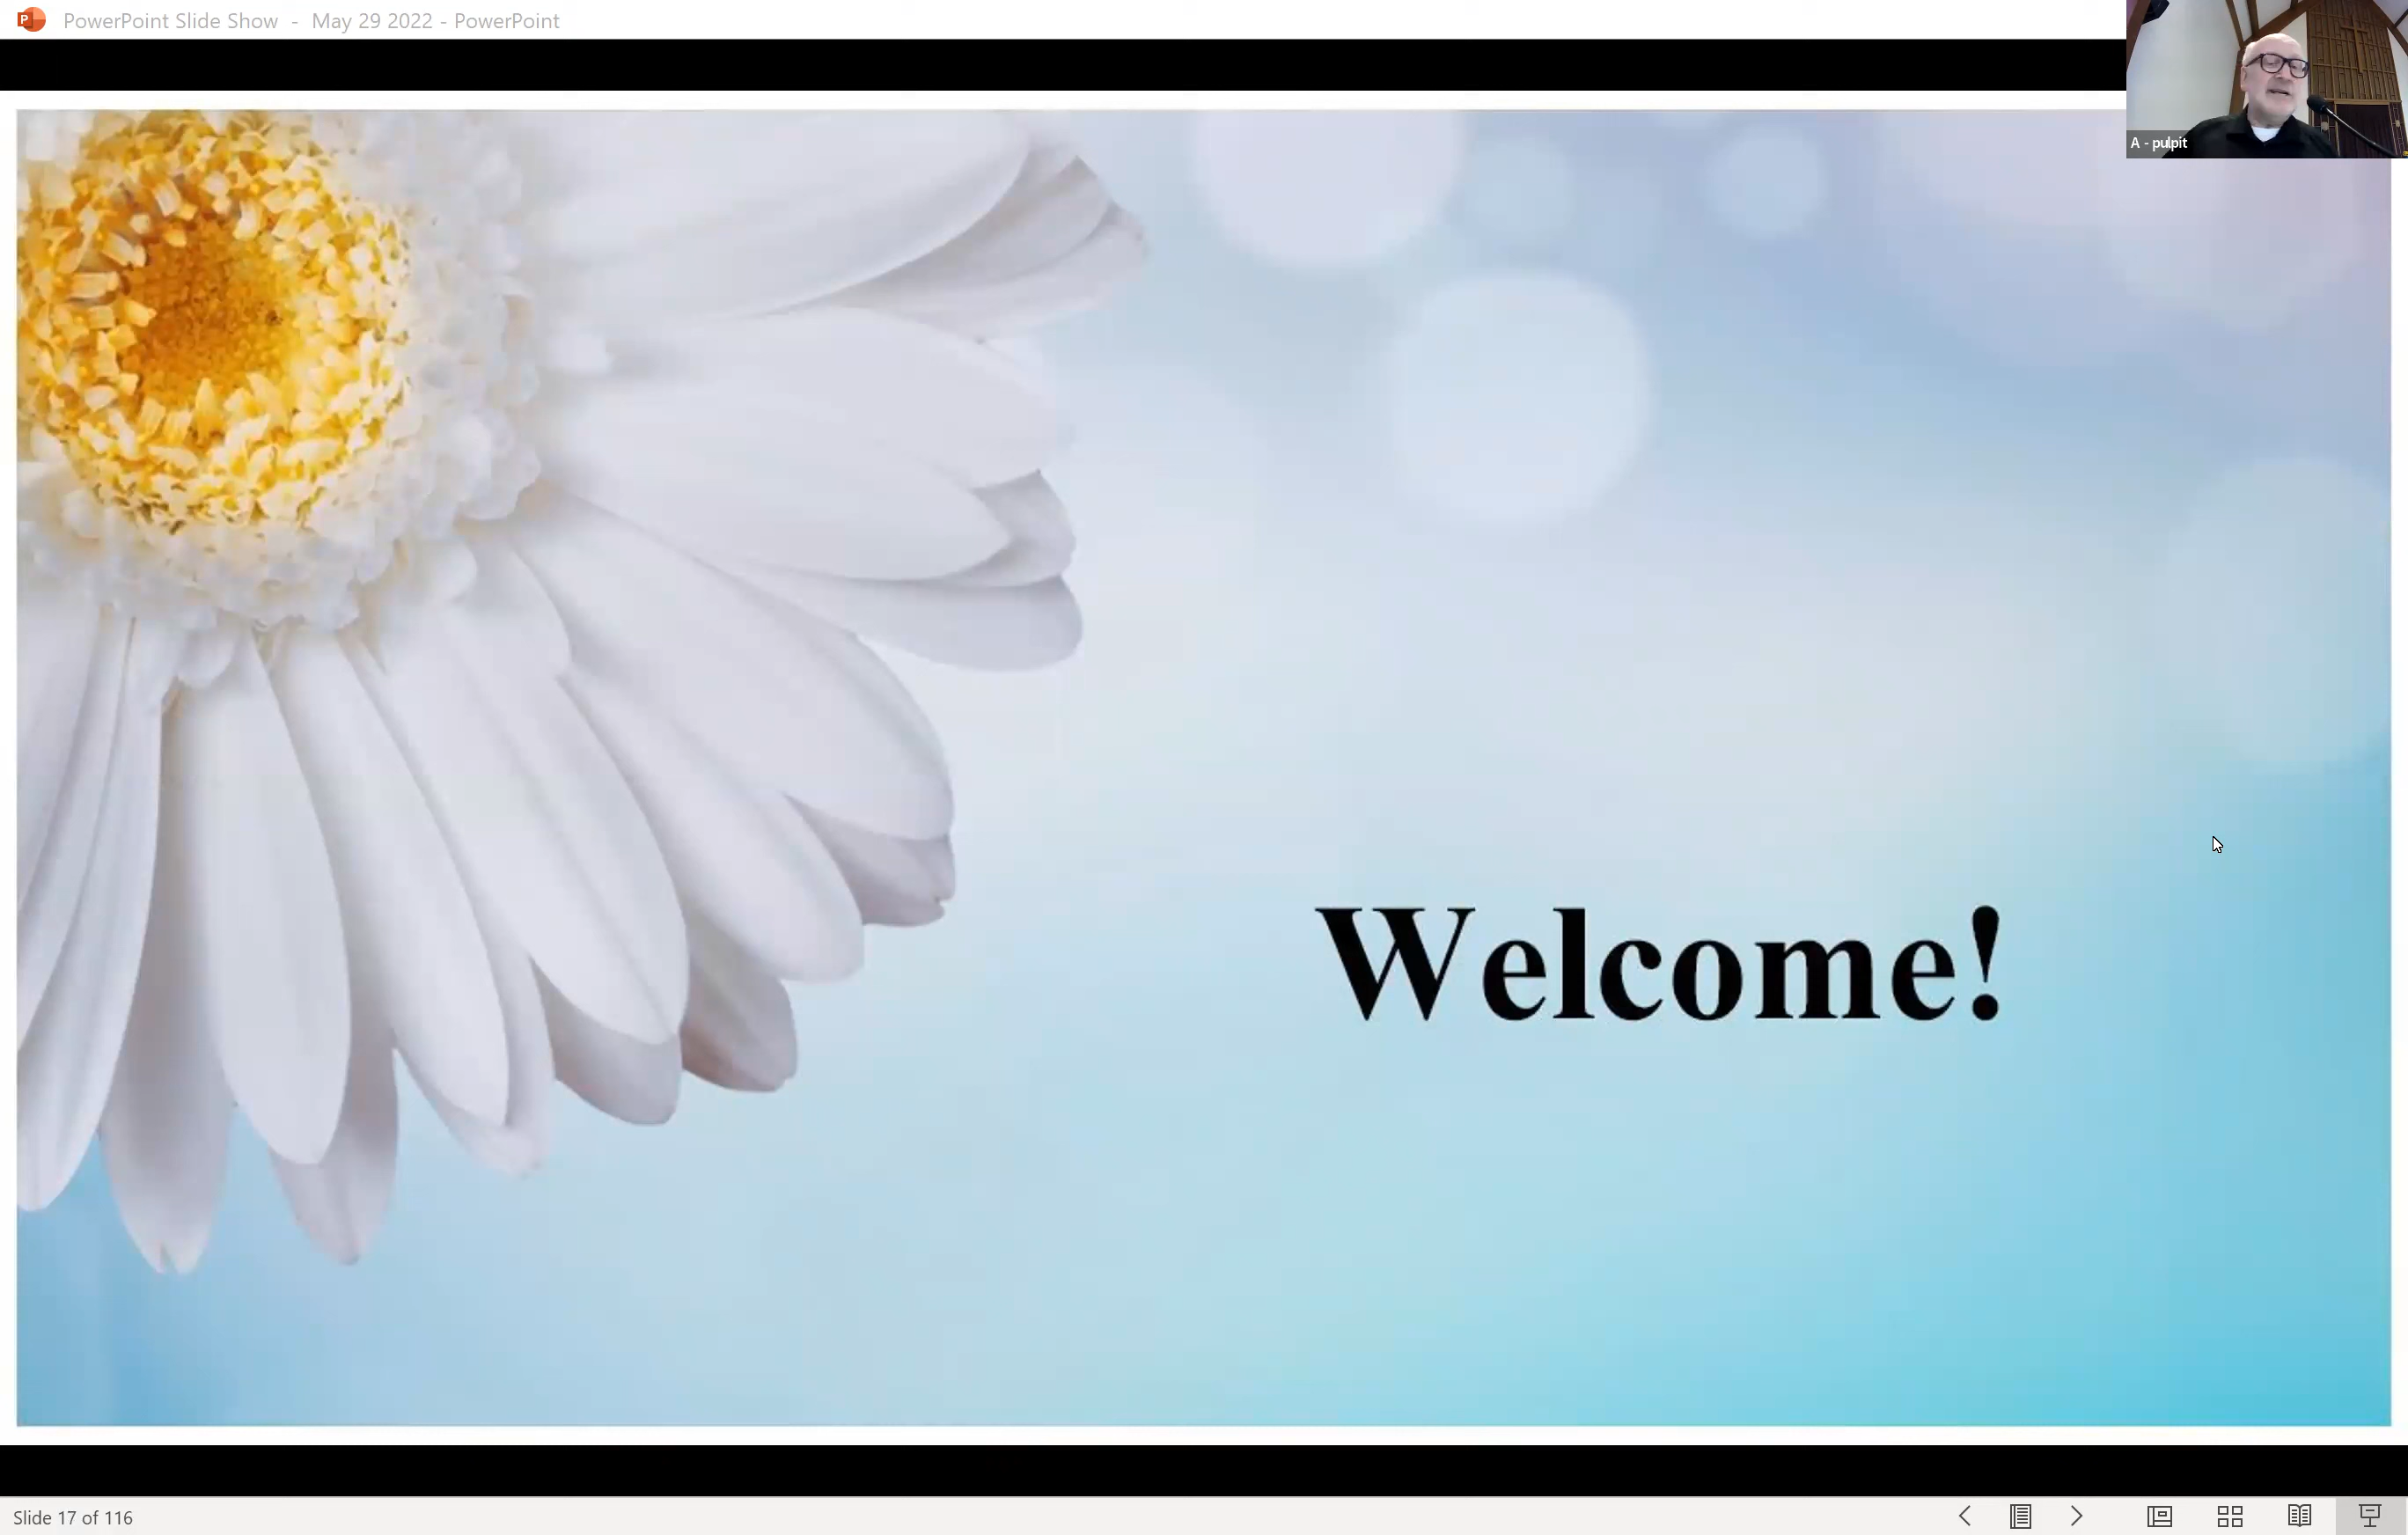 PowerPoint Slide Show - May 29 2022 - PowerPoint
A - pulpit
Welcome!
Slide 17 of 116